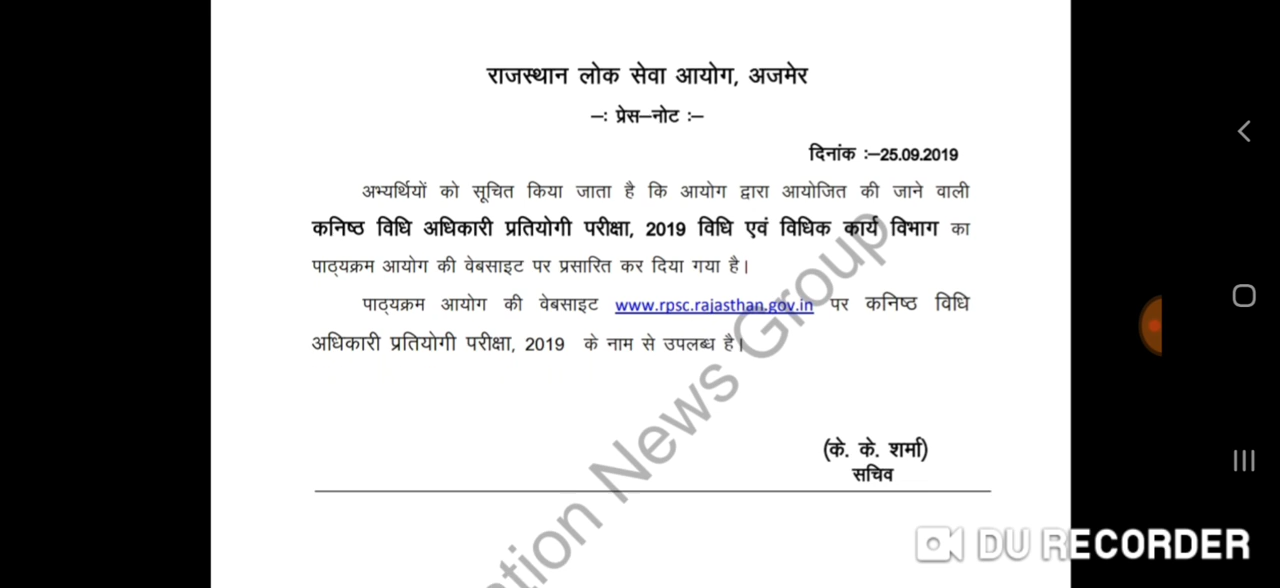 राजस्थान लोक सेवा आयोग, अजमेर
–: प्रेस–नोट :–
दिनांक :–25.09.2019
अभ्यर्थियों को सूचित किया जाता है कि आयोग द्वारा आयोजित की जाने वाली
कनिष्ठ विधि अधिकारी प्रतियोगी परीक्षा, 2019 विधि एवं विधिक कार्य विभाग का
पाठ्यक्रम आयोग की वेबसाइट पर प्रसारित कर दिया गया है।
पाठ्यक्रम आयोग की वेबसाइट www.rpsc.rajasthan.gov.in पर कनिष्ठ विधि
अधिकारी प्रतियोगी परीक्षा, 2019 के नाम से उपलब्ध है।
(के. के. शर्मा)
सचिव
News Group
DU RECORDER